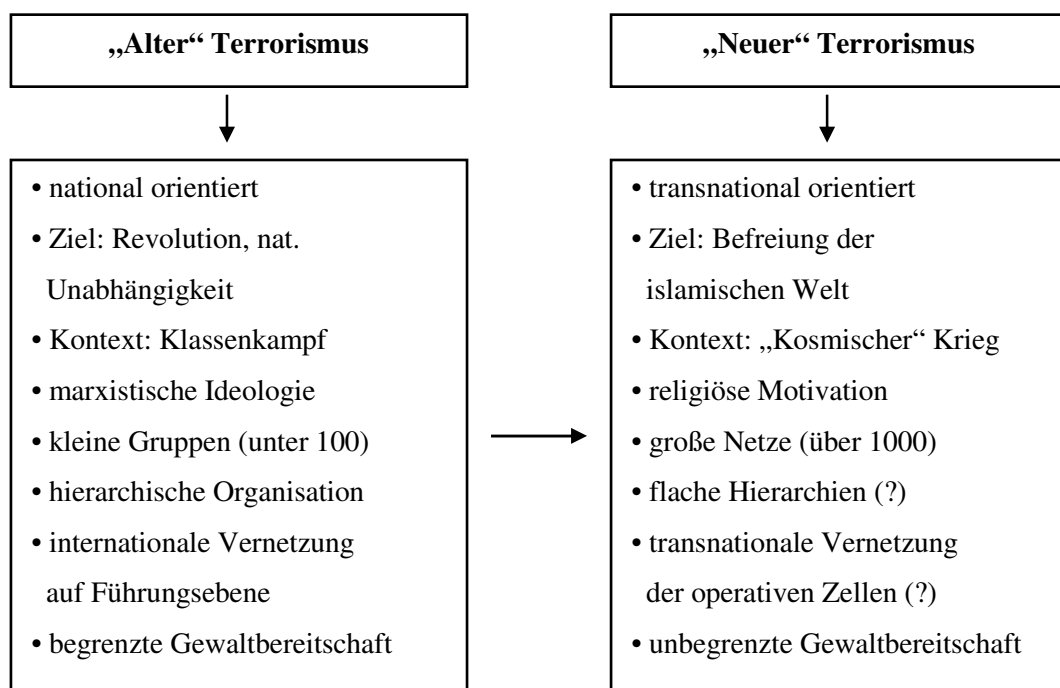 „Alter“ Terrorismus
• national orientiert
• Ziel: Revolution, nat.
Unabhängigkeit
• Kontext: Klassenkampf
• marxistische Ideologie
• kleine Gruppen (unter 100)
• hierarchische Organisation
• internationale Vernetzung
auf Führungsebene
• begrenzte Gewaltbereitschaft
„Neuer“ Terrorismus
• transnational orientiert
• Ziel: Befreiung der
islamischen Welt
• Kontext: „Kosmischer“ Krieg
• religiöse Motivation
• große Netze (über 1000)
• flache Hierarchien (?)
• transnationale Vernetzung
der operativen Zellen (?)
• unbegrenzte Gewaltbereitschaft